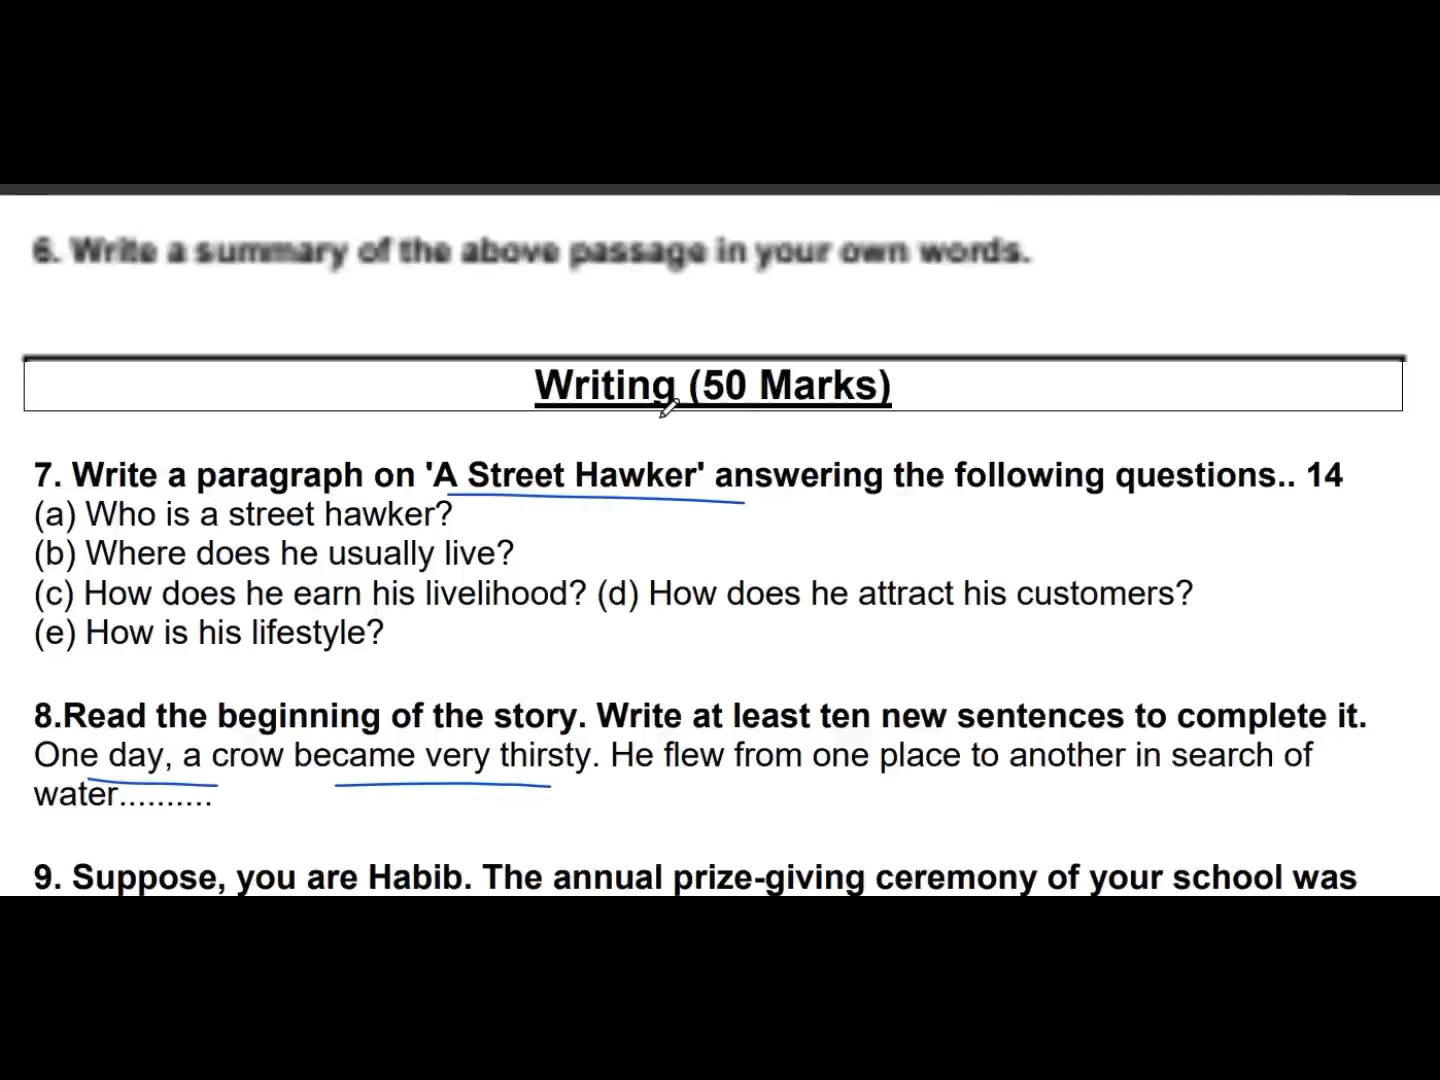 6. Write a summary of the above passage in your own words.
Writing (50 Marks)
7. Write a paragraph on 'A Street Hawker' answering the following questions.. 14
(a) Who is a street hawker?
(b) Where does he usually live?
(c) How does he earn his livelihood? (d) How does he attract his customers?
(e) How is his lifestyle?
8.Read the beginning of the story. Write at least ten new sentences to complete it.
One day, a crow became very thirsty. He flew from one place to another in search of
water..........
9. Suppose, you are Habib. The annual prize-giving ceremony of your school was